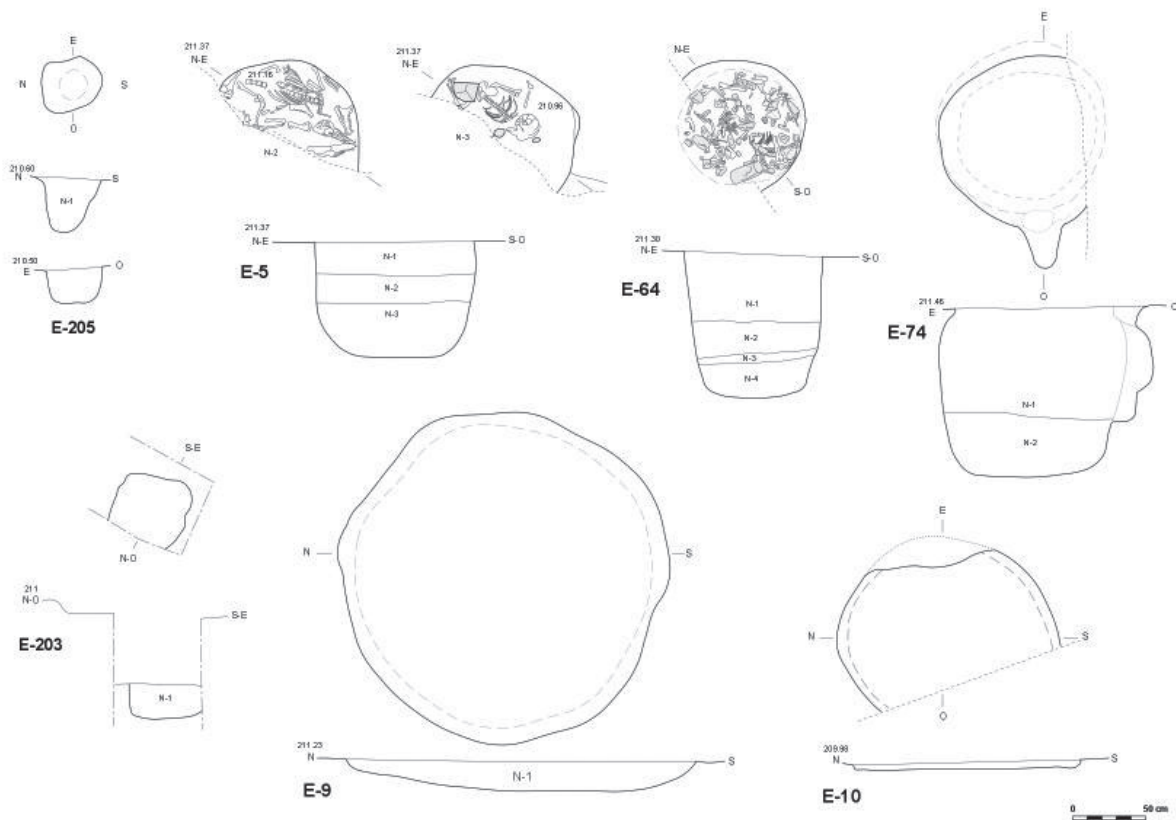 E
N
S
O
210.60
N
S
N-1
210.50
E
O
E-205
211.37
N-E
211.16
N-2
211.37
N-E
210.96
N-3
211.37
N-E
S-O
N-1
N-2
N-3
E-5
N-E
S-O
211.30
N-E
S-O
N-1
N-2
N-3
N-4
E-64
E
O
211.46
E
O
N-1
N-2
E-74
S-E
N-O
211
N-O
S-E
N-1
E-203
N
S
211.23
N
S
N-1
E-9
E
N
S
O
209.98
N
S
E-10
0 50 cm